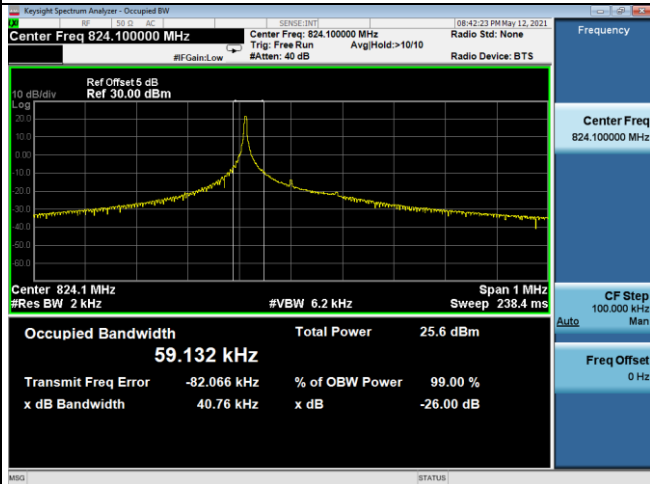 Keysight Spectrum Analyzer - Occupied BW
LXI RF 50 Ω AC SENSE:INT 08:42:23 PM May 12, 2021
Center Freq 824.100000 MHz
Center Freq: 824.100000 MHz
Radio Std: None
Trig: Free Run Avg|Hold:>10/10
#IFGain:Low #Atten: 40 dB Radio Device: BTS
Ref Offset 5 dB
10 dB/div Ref 30.00 dBm
Log
20.0
10.0
0.00
-10.0
-20.0
-30.0
-40.0
-50.0
-60.0
Center 824.1 MHz Span 1 MHz
#Res BW 2 kHz #VBW 6.2 kHz Sweep 238.4 ms
Occupied Bandwidth Total Power 25.6 dBm
59.132 kHz
Transmit Freq Error -82.066 kHz % of OBW Power 99.00 %
x dB Bandwidth 40.76 kHz x dB -26.00 dB
MSG STATUS
Frequency
Center Freq
824.100000 MHz
CF Step
100.000 kHz
Auto Man
Freq Offset
0 Hz